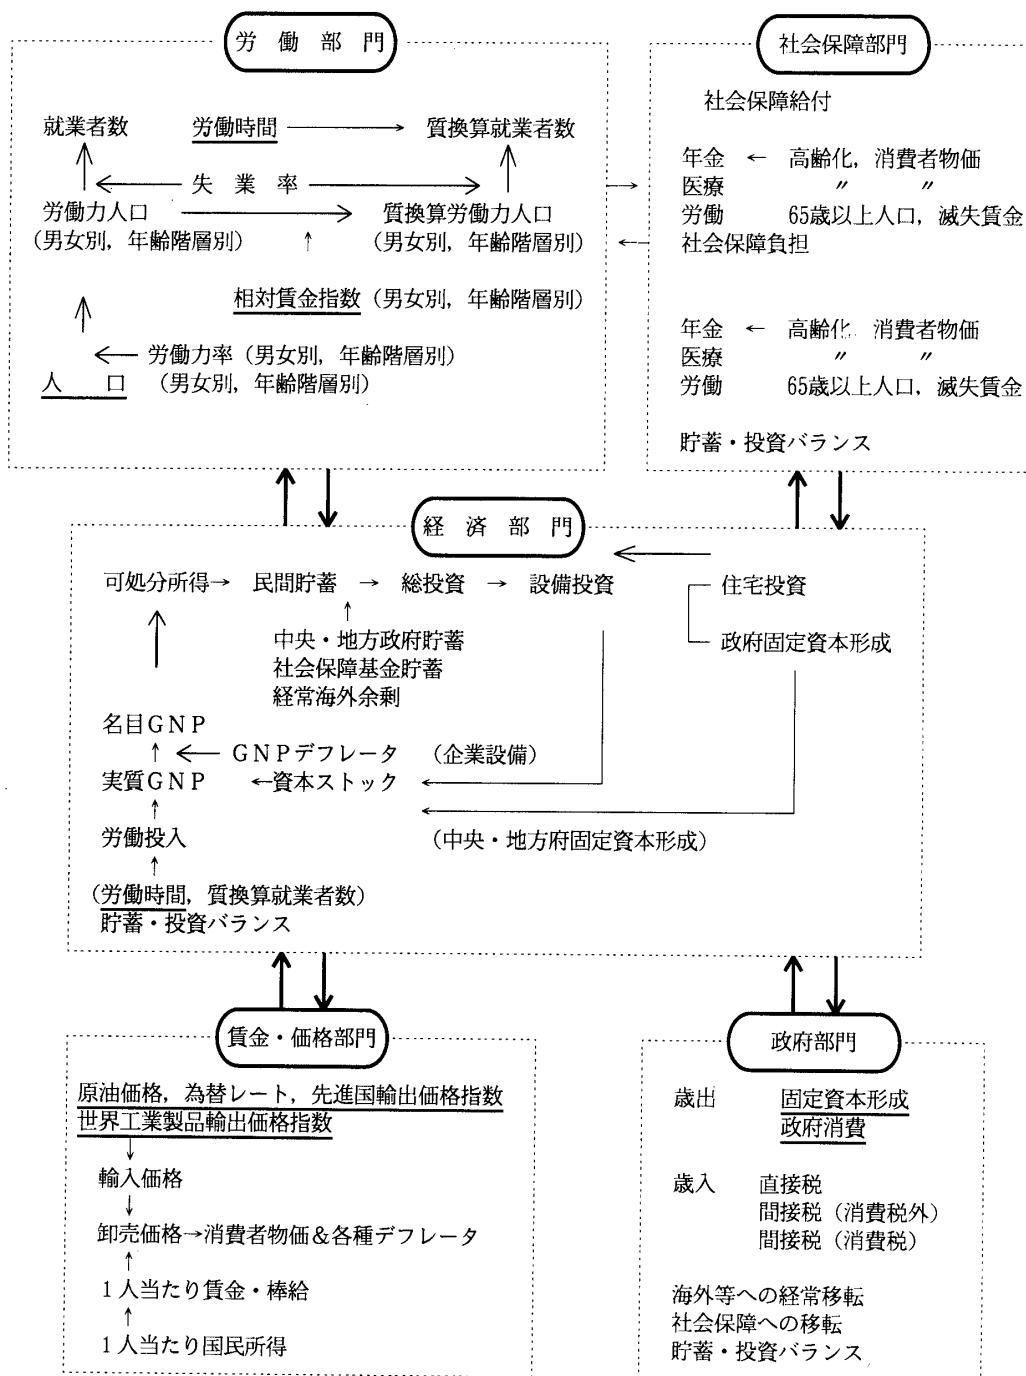 労働部門
就業者数 労働時間 → 質換算就業者数
← 失業率 →
労働力人口 → 質換算労働力人口
(男女別，年齢階層別) ↑ (男女別，年齢階層別)
相対賃金指数 (男女別，年齢階層別)
← 労働力率 (男女別，年齢階層別)
人口 (男女別，年齢階層別)
社会保障部門
社会保障給付
年金 ← 高齢化，消費者物価
医療 〃 〃
労働 65歳以上人口，滅失賃金
社会保障負担
年金 ← 高齢化 消費者物価
医療 〃 〃
労働 65歳以上人口，滅失賃金
貯蓄・投資バランス
経済部門
可処分所得→ 民間貯蓄 → 総投資 → 設備投資 住宅投資
中央・地方政府貯蓄 政府固定資本形成
社会保障基金貯蓄
経常海外余剰
名目GNP
↑ ← GNPデフレータ (企業設備)
実質GNP ←資本ストック
↑
労働投入 (中央・地方府固定資本形成)
↑
(労働時間，質換算就業者数)
貯蓄・投資バランス
賃金・価格部門
原油価格，為替レート，先進国輸出価格指数
世界工業製品輸出価格指数
↓
輸入価格
↓
卸売価格→消費者物価＆各種デフレータ
↑
1人当たり賃金・棒給
↑
1人当たり国民所得
政府部門
歳出 固定資本形成
政府消費
歳入 直接税
間接税 (消費税外)
間接税 (消費税)
海外等への経常移転
社会保障への移転
貯蓄・投資バランス